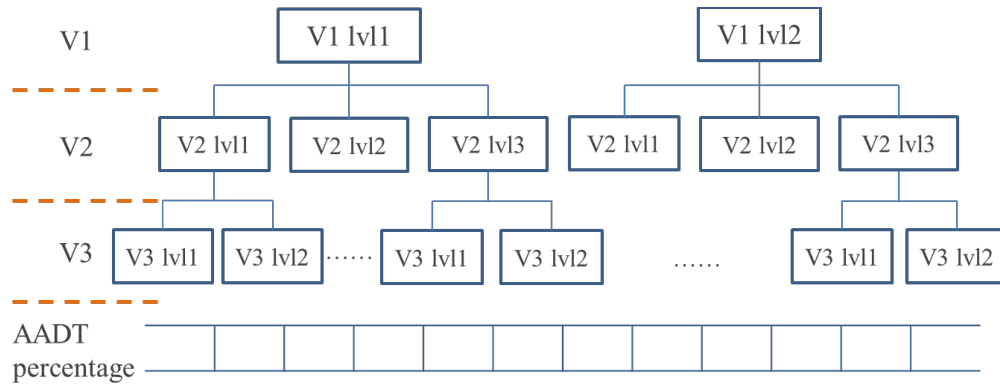 V1
V1 lvl1
V1 lvl2
V2
V2 lvl1
V2 lvl2
V2 lvl3
V2 lvl1
V2 lvl2
V2 lvl3
V3
V3 lvl1
V3 lvl2
......
V3 lvl1
V3 lvl2
......
V3 lvl1
V3 lvl2
AADT
percentage